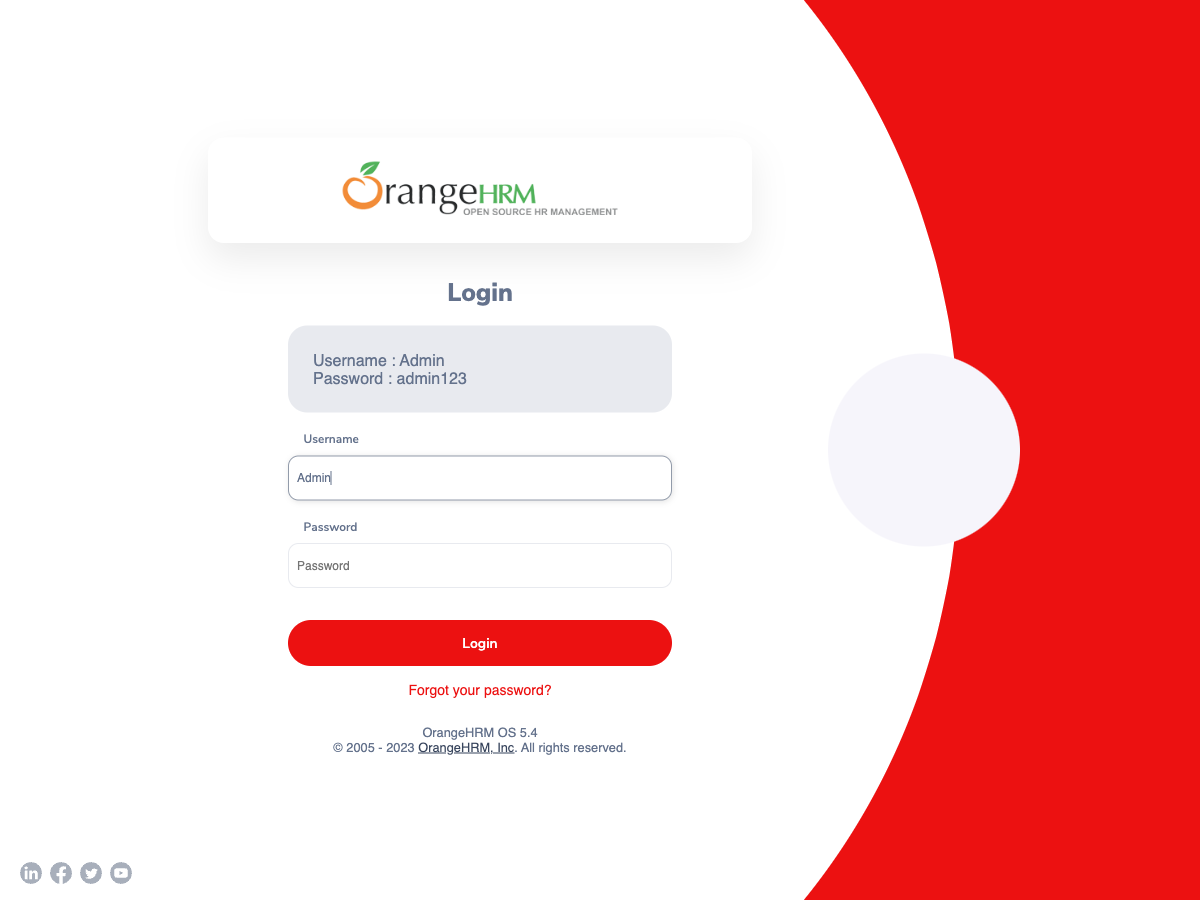 OrangeHRM
OPEN SOURCE HR MANAGEMENT
Login
Username : Admin
Password : admin123
Username
Admin
Password
Password
Login
Forgot your password?
OrangeHRM OS 5.4
© 2005 - 2023 OrangeHRM, Inc. All rights reserved.